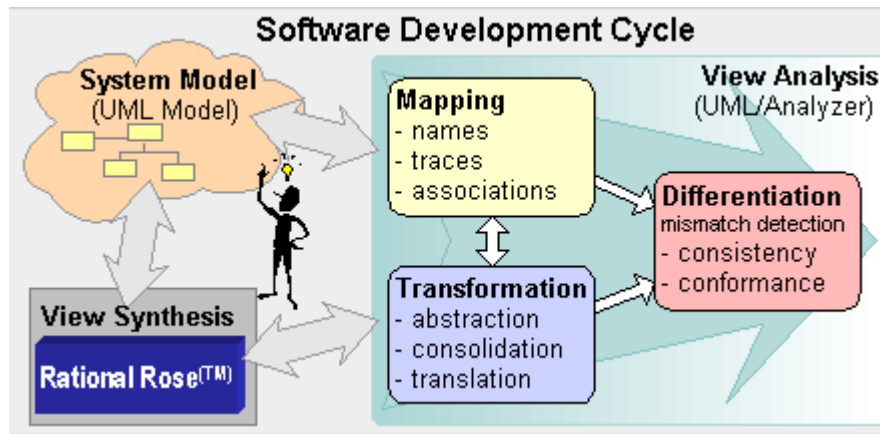 Software Development Cycle
System Model
(UML Model)
View Synthesis
Rational Rose(TM)
View Analysis
(UML/Analyzer)
Mapping
- names
- traces
- associations
Transformation
- abstraction
- consolidation
- translation
Differentiation
mismatch detection
- consistency
- conformance